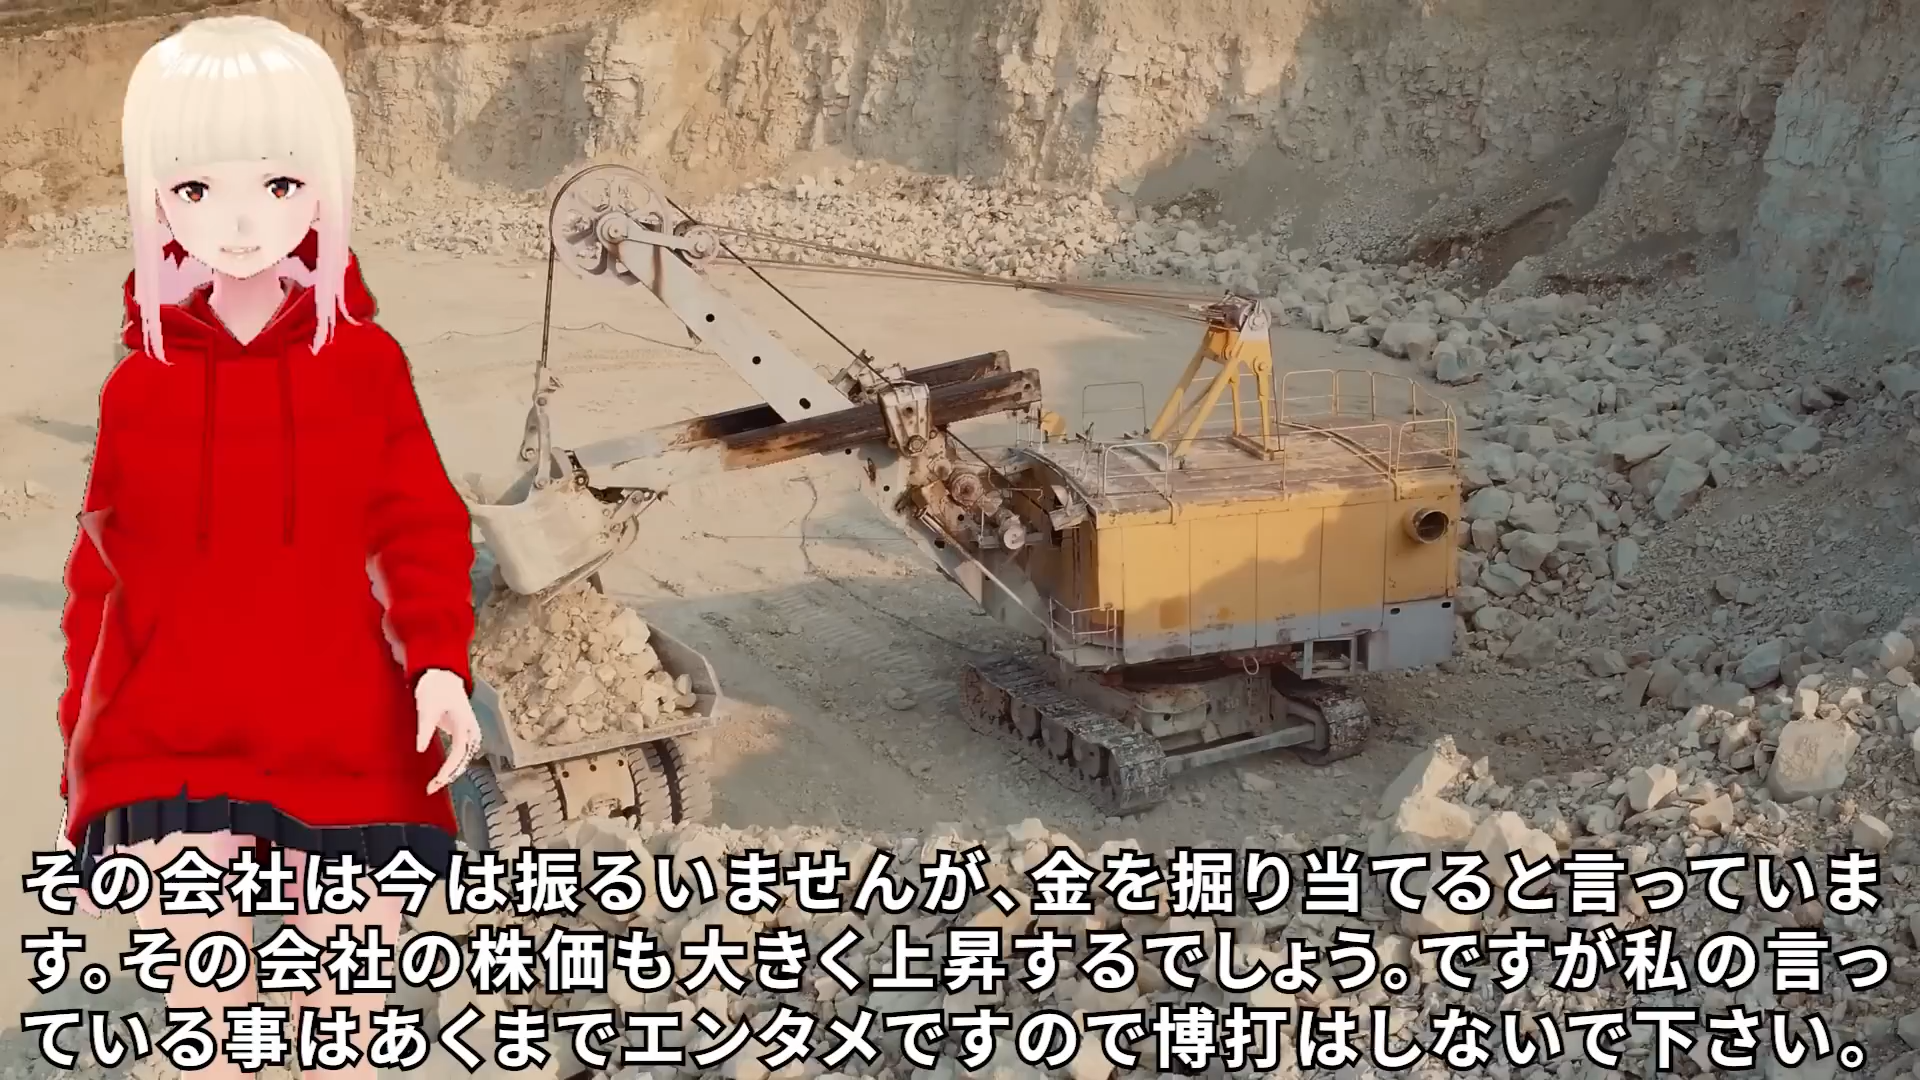 その会社は今は振るいませんが、金を掘り当てると言っていま
す。その会社の株価も大きく上昇するでしょう。ですが私の言っ
ている事はあくまでエンタメですので博打はしないで下さい。